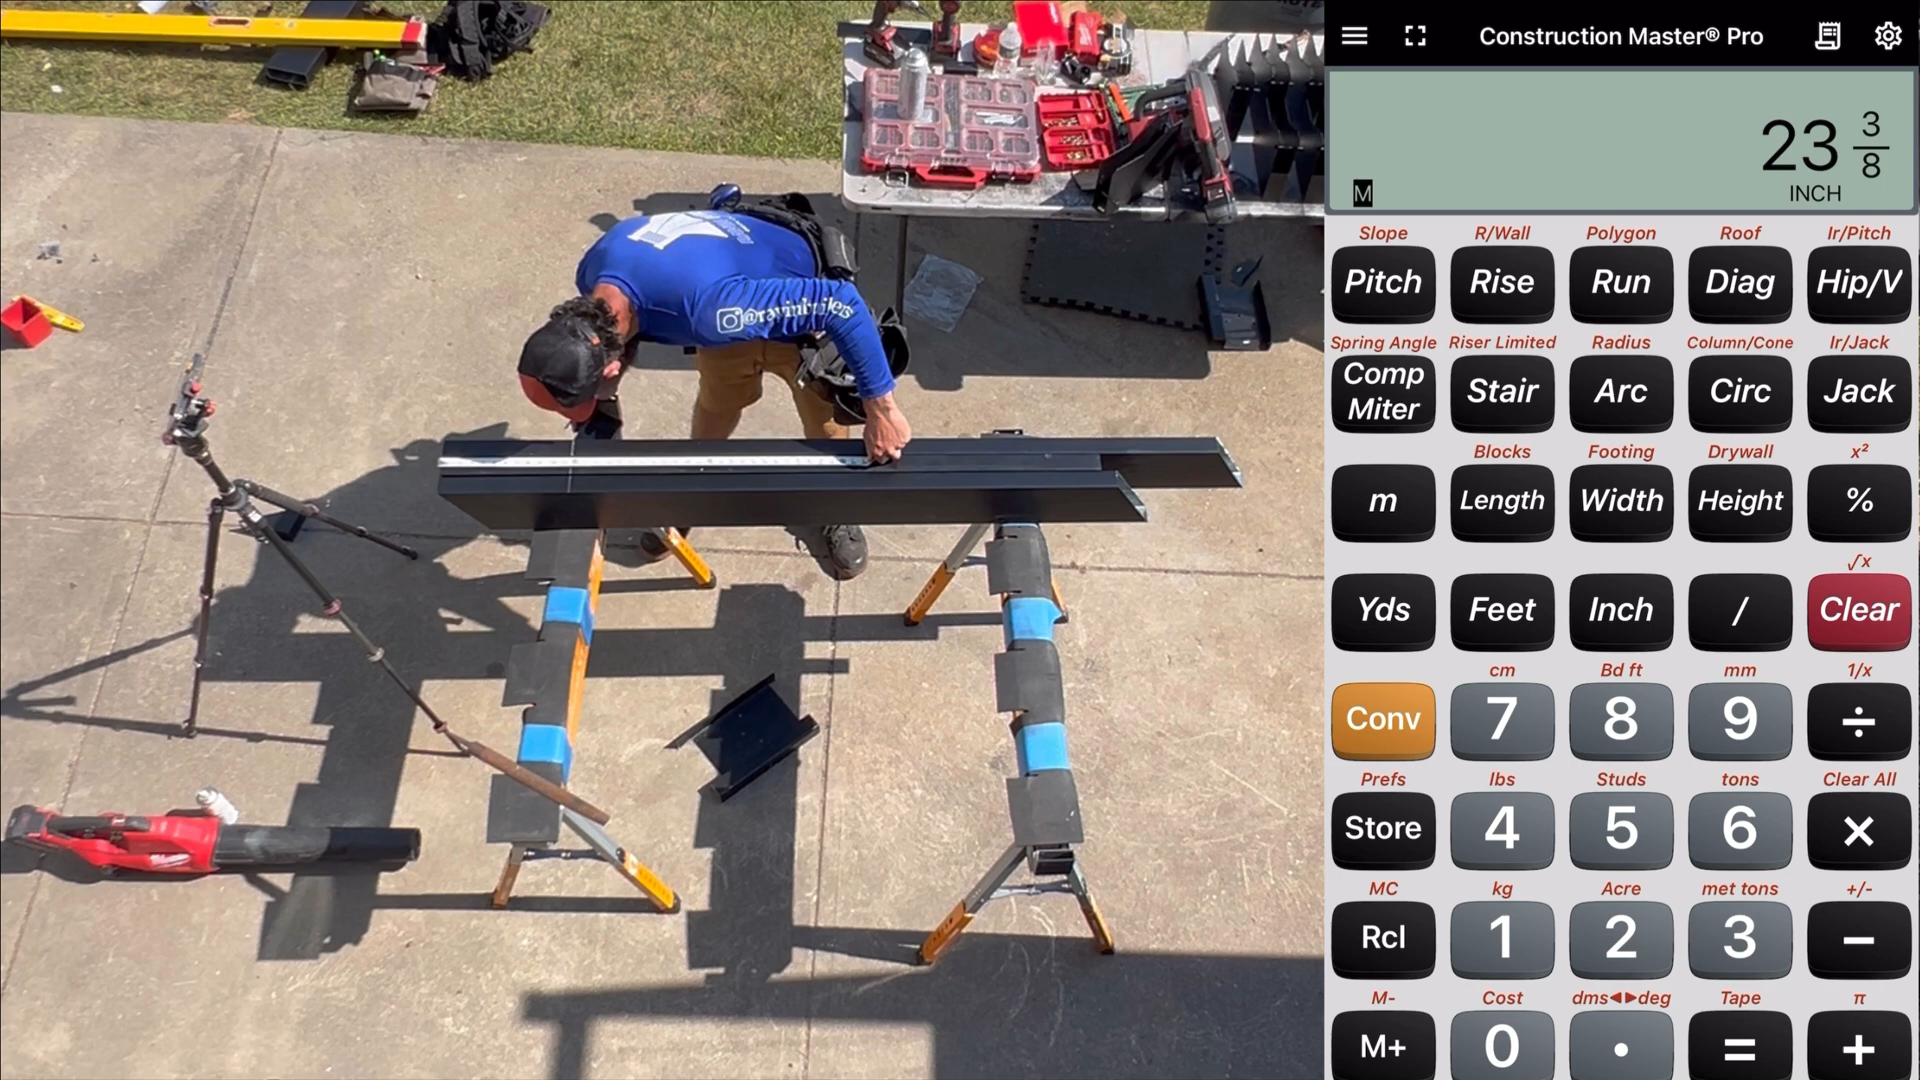 @ravinbuilers
Construction Master® Pro
23 3/8
INCH
M
Slope R/Wall Polygon Roof Ir/Pitch
Pitch Rise Run Diag Hip/V
Spring Angle Riser Limited Radius Column/Cone Ir/Jack
Comp Miter Stair Arc Circ Jack
Blocks Footing Drywall x²
m Length Width Height %
√x
Yds Feet Inch / Clear
cm Bd ft mm 1/x
Conv 7 8 9 ÷
Prefs lbs Studs tons Clear All
Store 4 5 6 ×
MC kg Acre met tons +/-
Rcl 1 2 3 −
M- Cost dms◀▶deg Tape π
M+ 0 . = +